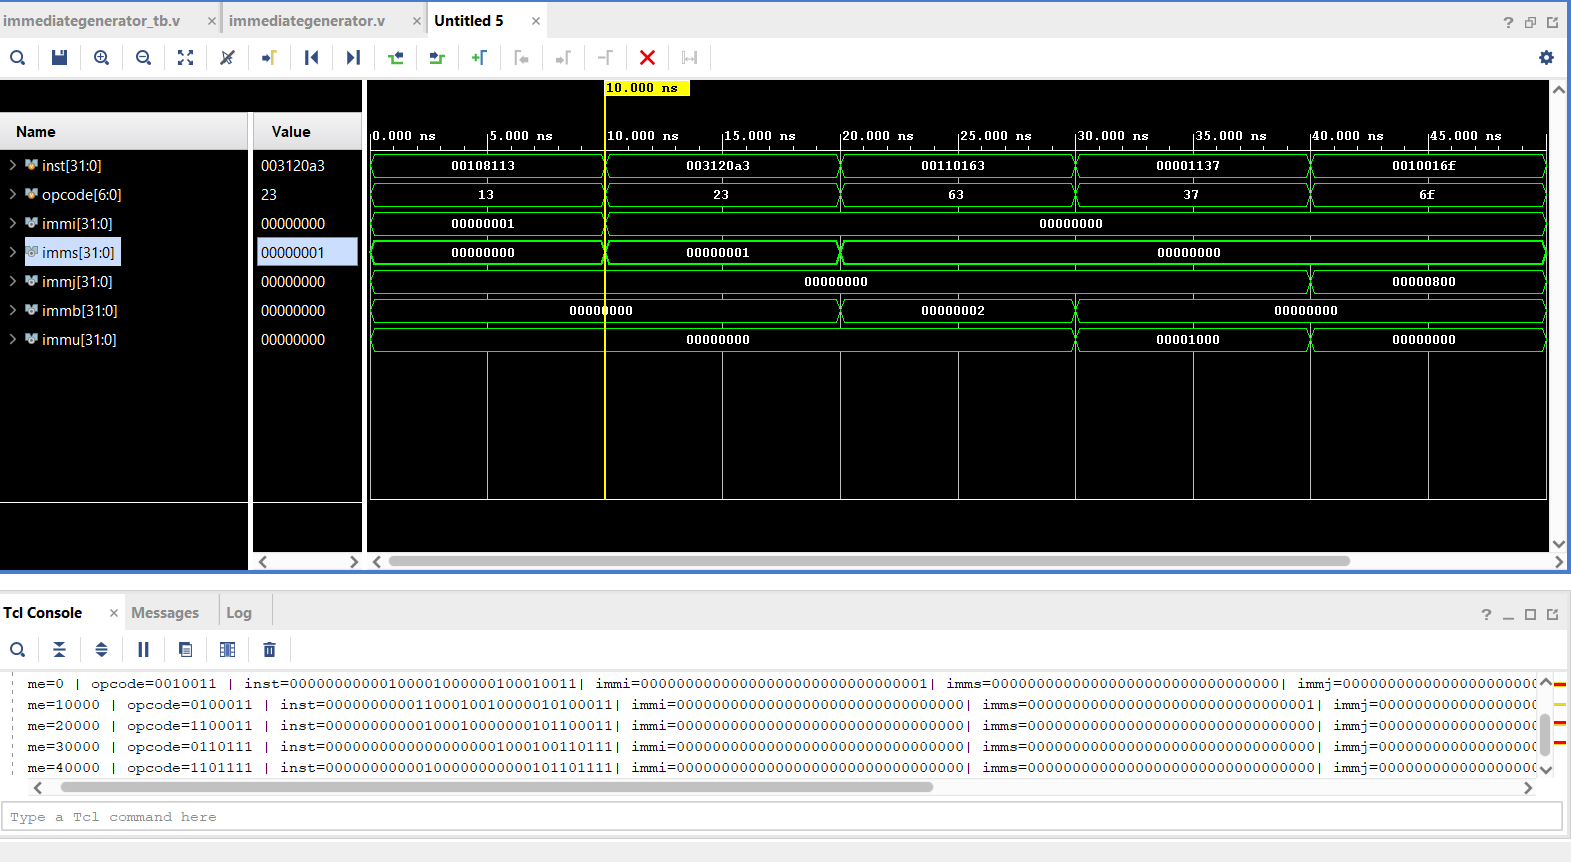 immediategenerator_tb.v × immediategenerator.v × Untitled 5 ×
10.000 ns
Name Value
0.000 ns 5.000 ns 10.000 ns 15.000 ns 20.000 ns 25.000 ns 30.000 ns 35.000 ns 40.000 ns 45.000 ns
inst[31:0] 003120a3 00108113 003120a3 00110163 00001137 0010016f
opcode[6:0] 23 13 23 63 37 6f
immi[31:0] 00000000 00000001 00000000
imms[31:0] 00000001 00000000 00000001 00000000
immj[31:0] 00000000 00000000 00000800
immb[31:0] 00000000 00000000 00000002 00000000
immu[31:0] 00000000 00000000 00001000 00000000
Tcl Console × Messages Log
me=0 | opcode=0010011 | inst=00000000000100001000000100010011| immi=00000000000000000000000000000001| imms=00000000000000000000000000000000| immj=000000000000000000000
me=10000 | opcode=0100011 | inst=00000000001100010010000010100011| immi=00000000000000000000000000000000| imms=00000000000000000000000000000001| immj=00000000000000000
me=20000 | opcode=1100011 | inst=00000000000100010000000101100011| immi=00000000000000000000000000000000| imms=00000000000000000000000000000000| immj=00000000000000000
me=30000 | opcode=0110111 | inst=00000000000000000001000100110111| immi=00000000000000000000000000000000| imms=00000000000000000000000000000000| immj=00000000000000000
me=40000 | opcode=1101111 | inst=00000000000100000000000101101111| immi=00000000000000000000000000000000| imms=00000000000000000000000000000000| immj=00000000000000000
Type a Tcl command here